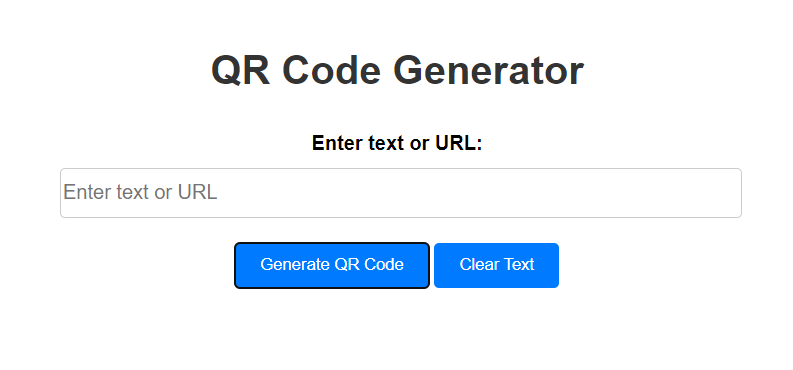 QR Code Generator
Enter text or URL:
Enter text or URL
Generate QR Code Clear Text